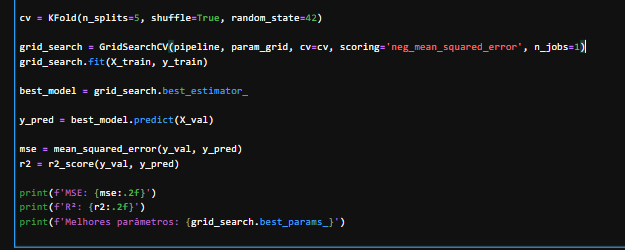 cv = KFold(n_splits=5, shuffle=True, random_state=42)
grid_search = GridSearchCV(pipeline, param_grid, cv=cv, scoring='neg_mean_squared_error', n_jobs=1)
grid_search.fit(X_train, y_train)
best_model = grid_search.best_estimator_
y_pred = best_model.predict(X_val)
mse = mean_squared_error(y_val, y_pred)
r2 = r2_score(y_val, y_pred)
print(f'MSE: {mse:.2f}')
print(f'R²: {r2:.2f}')
print(f'Melhores parâmetros: {grid_search.best_params_}')